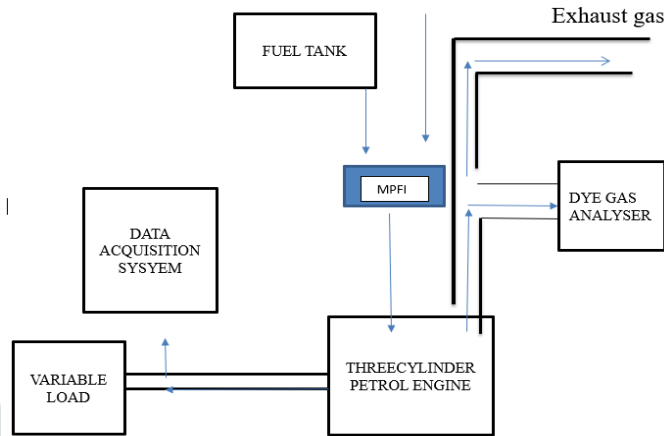 Exhaust gas
FUEL TANK
MPFI
DYE GAS
ANALYSER
DATA
ACQUISITION
SYSYEM
THREECYLINDER
PETROL ENGINE
VARIABLE
LOAD